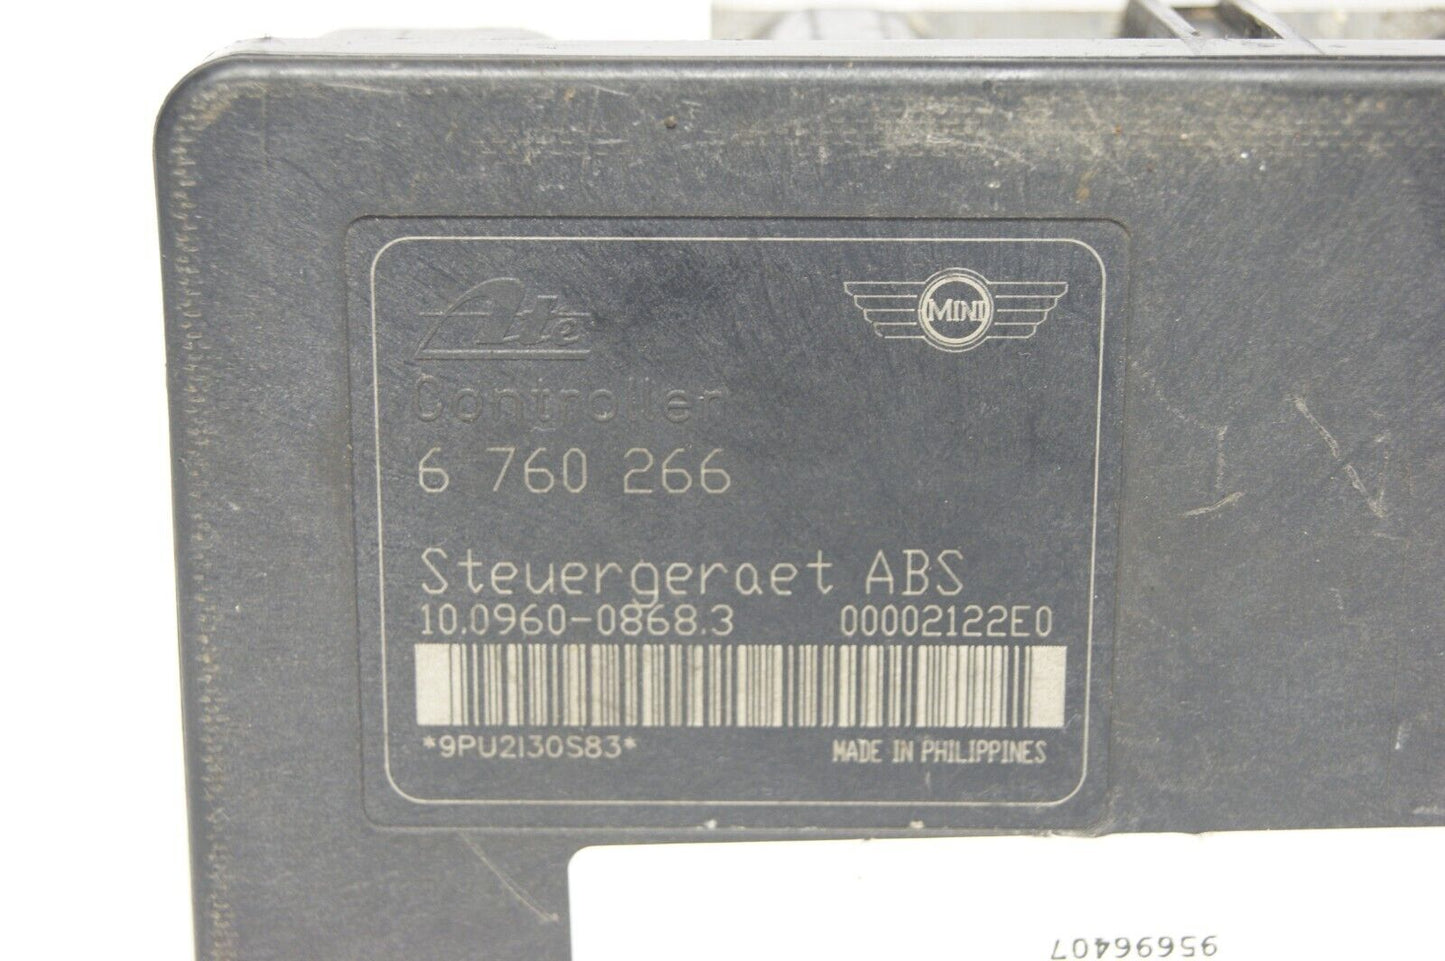 Ate
MINI
Controller
6 760 266
Steuergeraet ABS
10.0960-0868.3 00002122E0
*9PU2130S83*
MADE IN PHILIPPINES
95696407